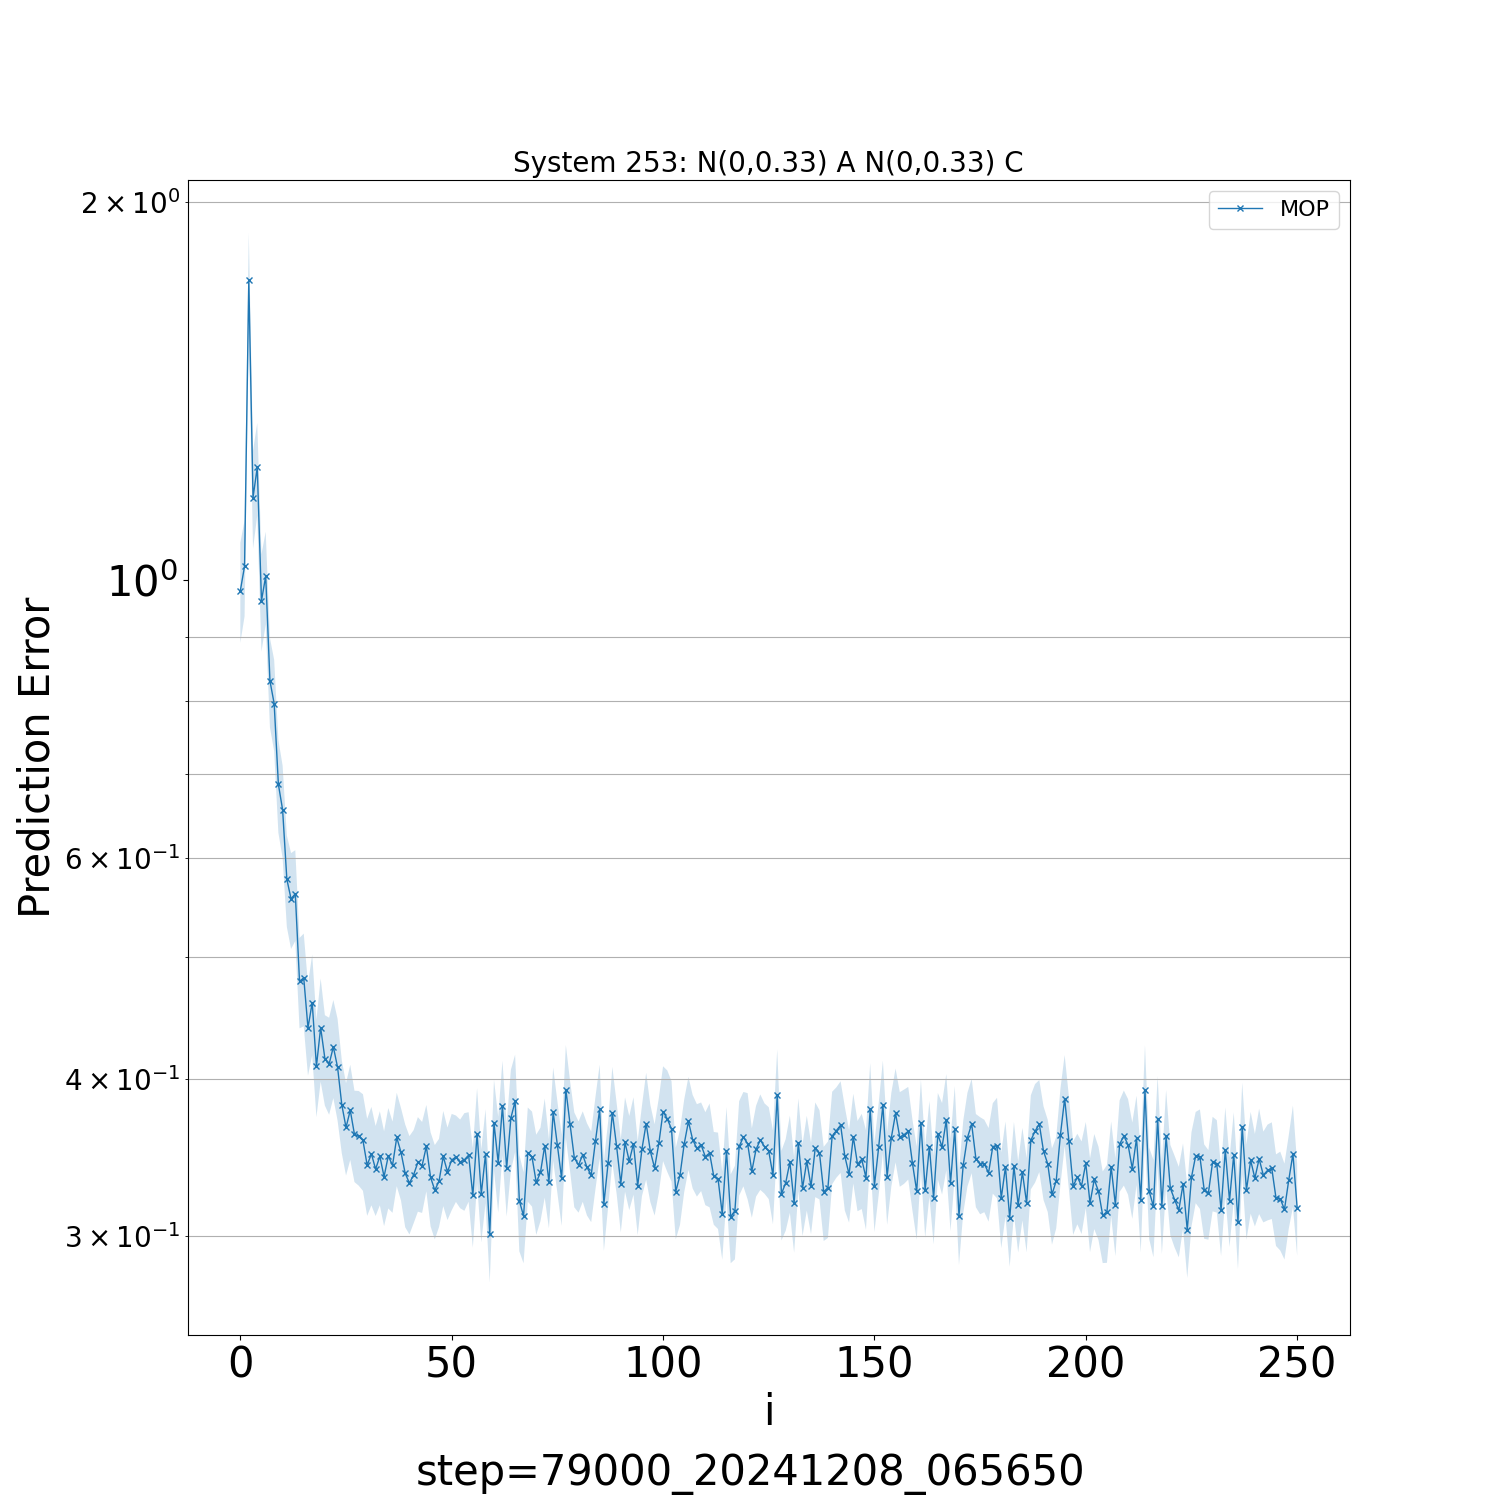 System 253: N(0,0.33) A N(0,0.33) C
MOP
2 × 10⁰
10⁰
6 × 10⁻¹
4 × 10⁻¹
3 × 10⁻¹
Prediction Error
0 50 100 150 200 250
i
step=79000_20241208_065650